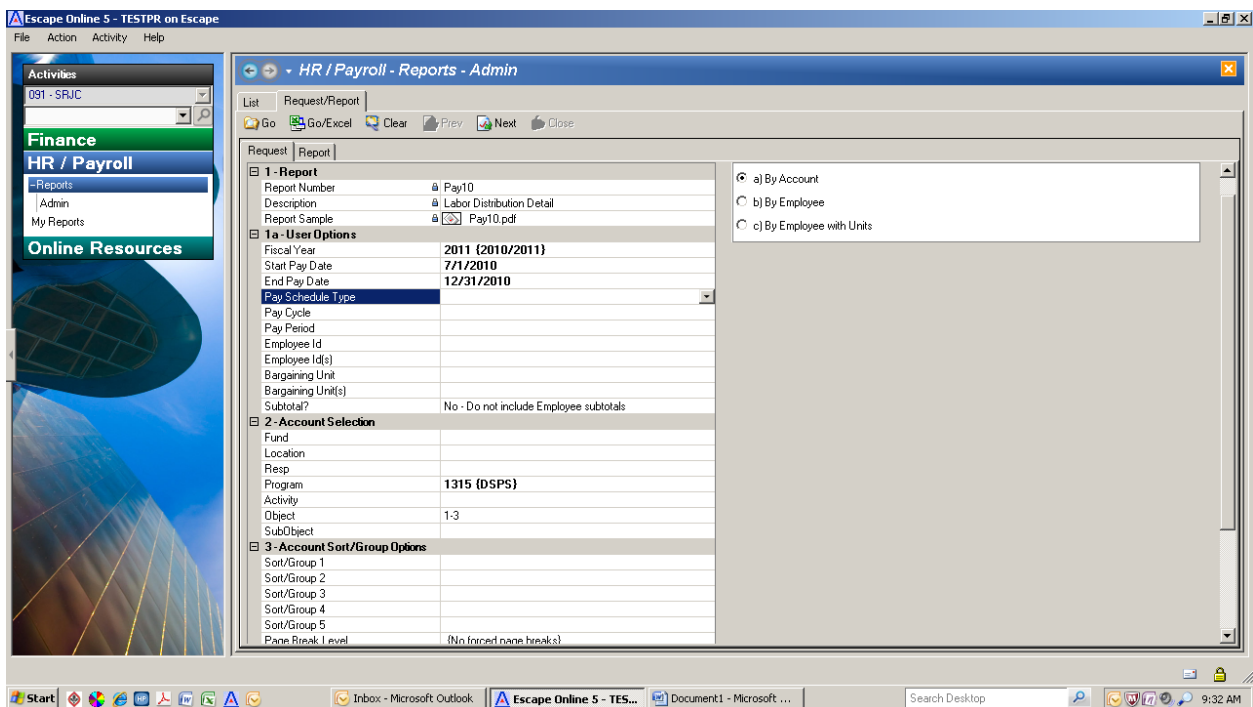 Escape Online 5 - TESTPR on Escape
File Action Activity Help
Activities
091 - SRJC
Finance
HR / Payroll
-Reports
Admin
My Reports
Online Resources
HR / Payroll - Reports - Admin
List Request/Report
Go Go/Excel Clear Prev Next Close
Request Report
1 - Report
Report Number Pay10
Description Labor Distribution Detail
Report Sample Pay10.pdf
1a - User Options
Fiscal Year 2011 {2010/2011}
Start Pay Date 7/1/2010
End Pay Date 12/31/2010
Pay Schedule Type
Pay Cycle
Pay Period
Employee Id
Employee Id(s)
Bargaining Unit
Bargaining Unit(s)
Subtotal? No - Do not include Employee subtotals
2 - Account Selection
Fund
Location
Resp
Program 1315 {DSPS}
Activity
Object 1-3
SubObject
3 - Account Sort/Group Options
Sort/Group 1
Sort/Group 2
Sort/Group 3
Sort/Group 4
Sort/Group 5
Page Break Level {No forced page breaks}
a) By Account
b) By Employee
c) By Employee with Units
Start Inbox - Microsoft Outlook Escape Online 5 - TES... Document1 - Microsoft ... Search Desktop 9:32 AM